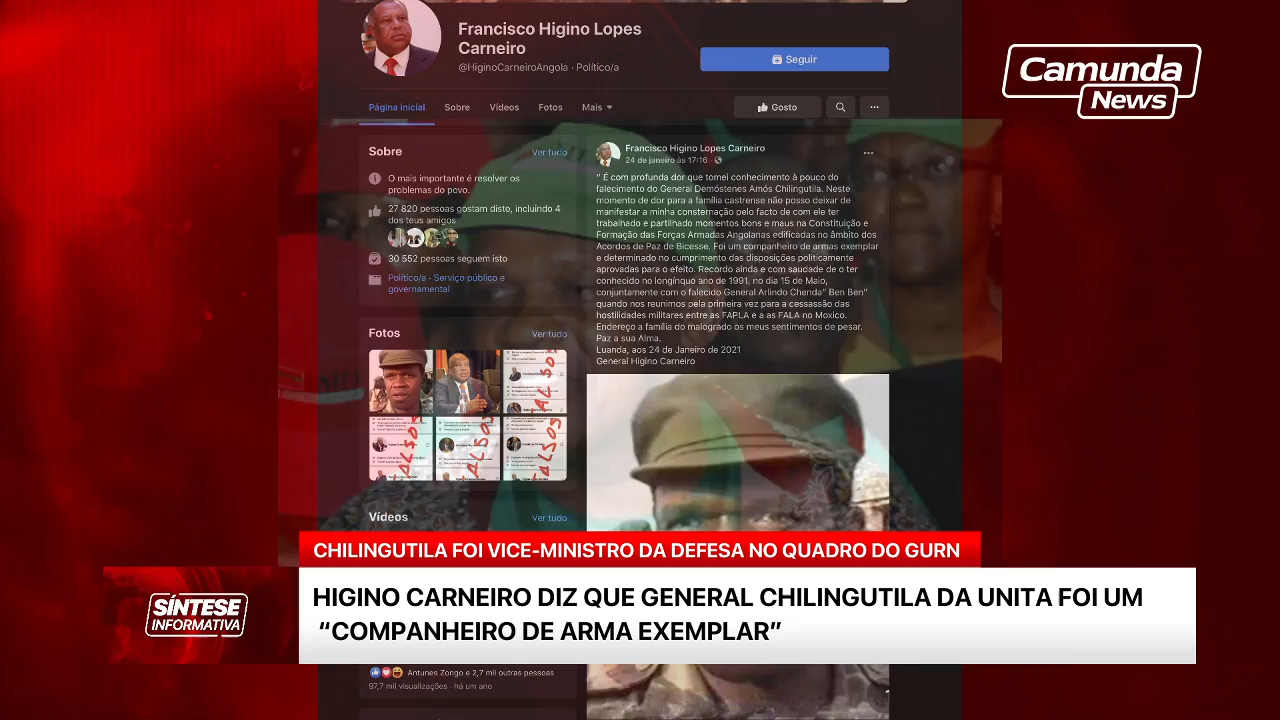 Francisco Higino Lopes
Carneiro
@HiginoCarneiroAngola · Político/a
Seguir
Camunda
News
Página inicial
Sobre
Vídeos
Fotos
Mais
Gosto
Sobre
Ver tudo
O mais importante é resolver os
problemas do povo.
27 820 pessoas gostam disto, incluindo 4
dos teus amigos
30 552 pessoas seguem isto
Político/a · Serviço público e
governamental
Fotos
Ver tudo
FALSOS
Vídeos
Ver tudo
Francisco Higino Lopes Carneiro
24 de janeiro às 17:16 ·
" É com profunda dor que tomei conhecimento à pouco do
falecimento do General Demóstenes Amós Chilingutila. Neste
momento de dor para a família castrense não posso deixar de
manifestar a minha consternação pelo facto de com ele ter
trabalhado e partilhado momentos bons e maus na Constituição e
Formação das Forças Armadas Angolanas edificadas no âmbito dos
Acordos de Paz de Bicesse. Foi um companheiro de armas exemplar
e determinado no cumprimento das disposições politicamente
aprovadas para o efeito. Recordo ainda e com saudade de o ter
conhecido no longínquo ano de 1991, no dia 15 de Maio,
conjuntamente com o falecido General Arlindo Chenda" Ben Ben"
quando nos reunimos pela primeira vez para a cessassão das
hostilidades militares entre as FAPLA e a as FALA no Moxico.
Endereço a família do malogrado os meus sentimentos de pesar.
Paz a sua Alma.
Luanda, aos 24 de Janeiro de 2021
General Higino Carneiro
CHILINGUTILA FOI VICE-MINISTRO DA DEFESA NO QUADRO DO GURN
SÍNTESE
INFORMATIVA
HIGINO CARNEIRO DIZ QUE GENERAL CHILINGUTILA DA UNITA FOI UM
"COMPANHEIRO DE ARMA EXEMPLAR"
Antunes Zongo e 2,7 mil outras pessoas
97,7 mil visualizações · há um ano